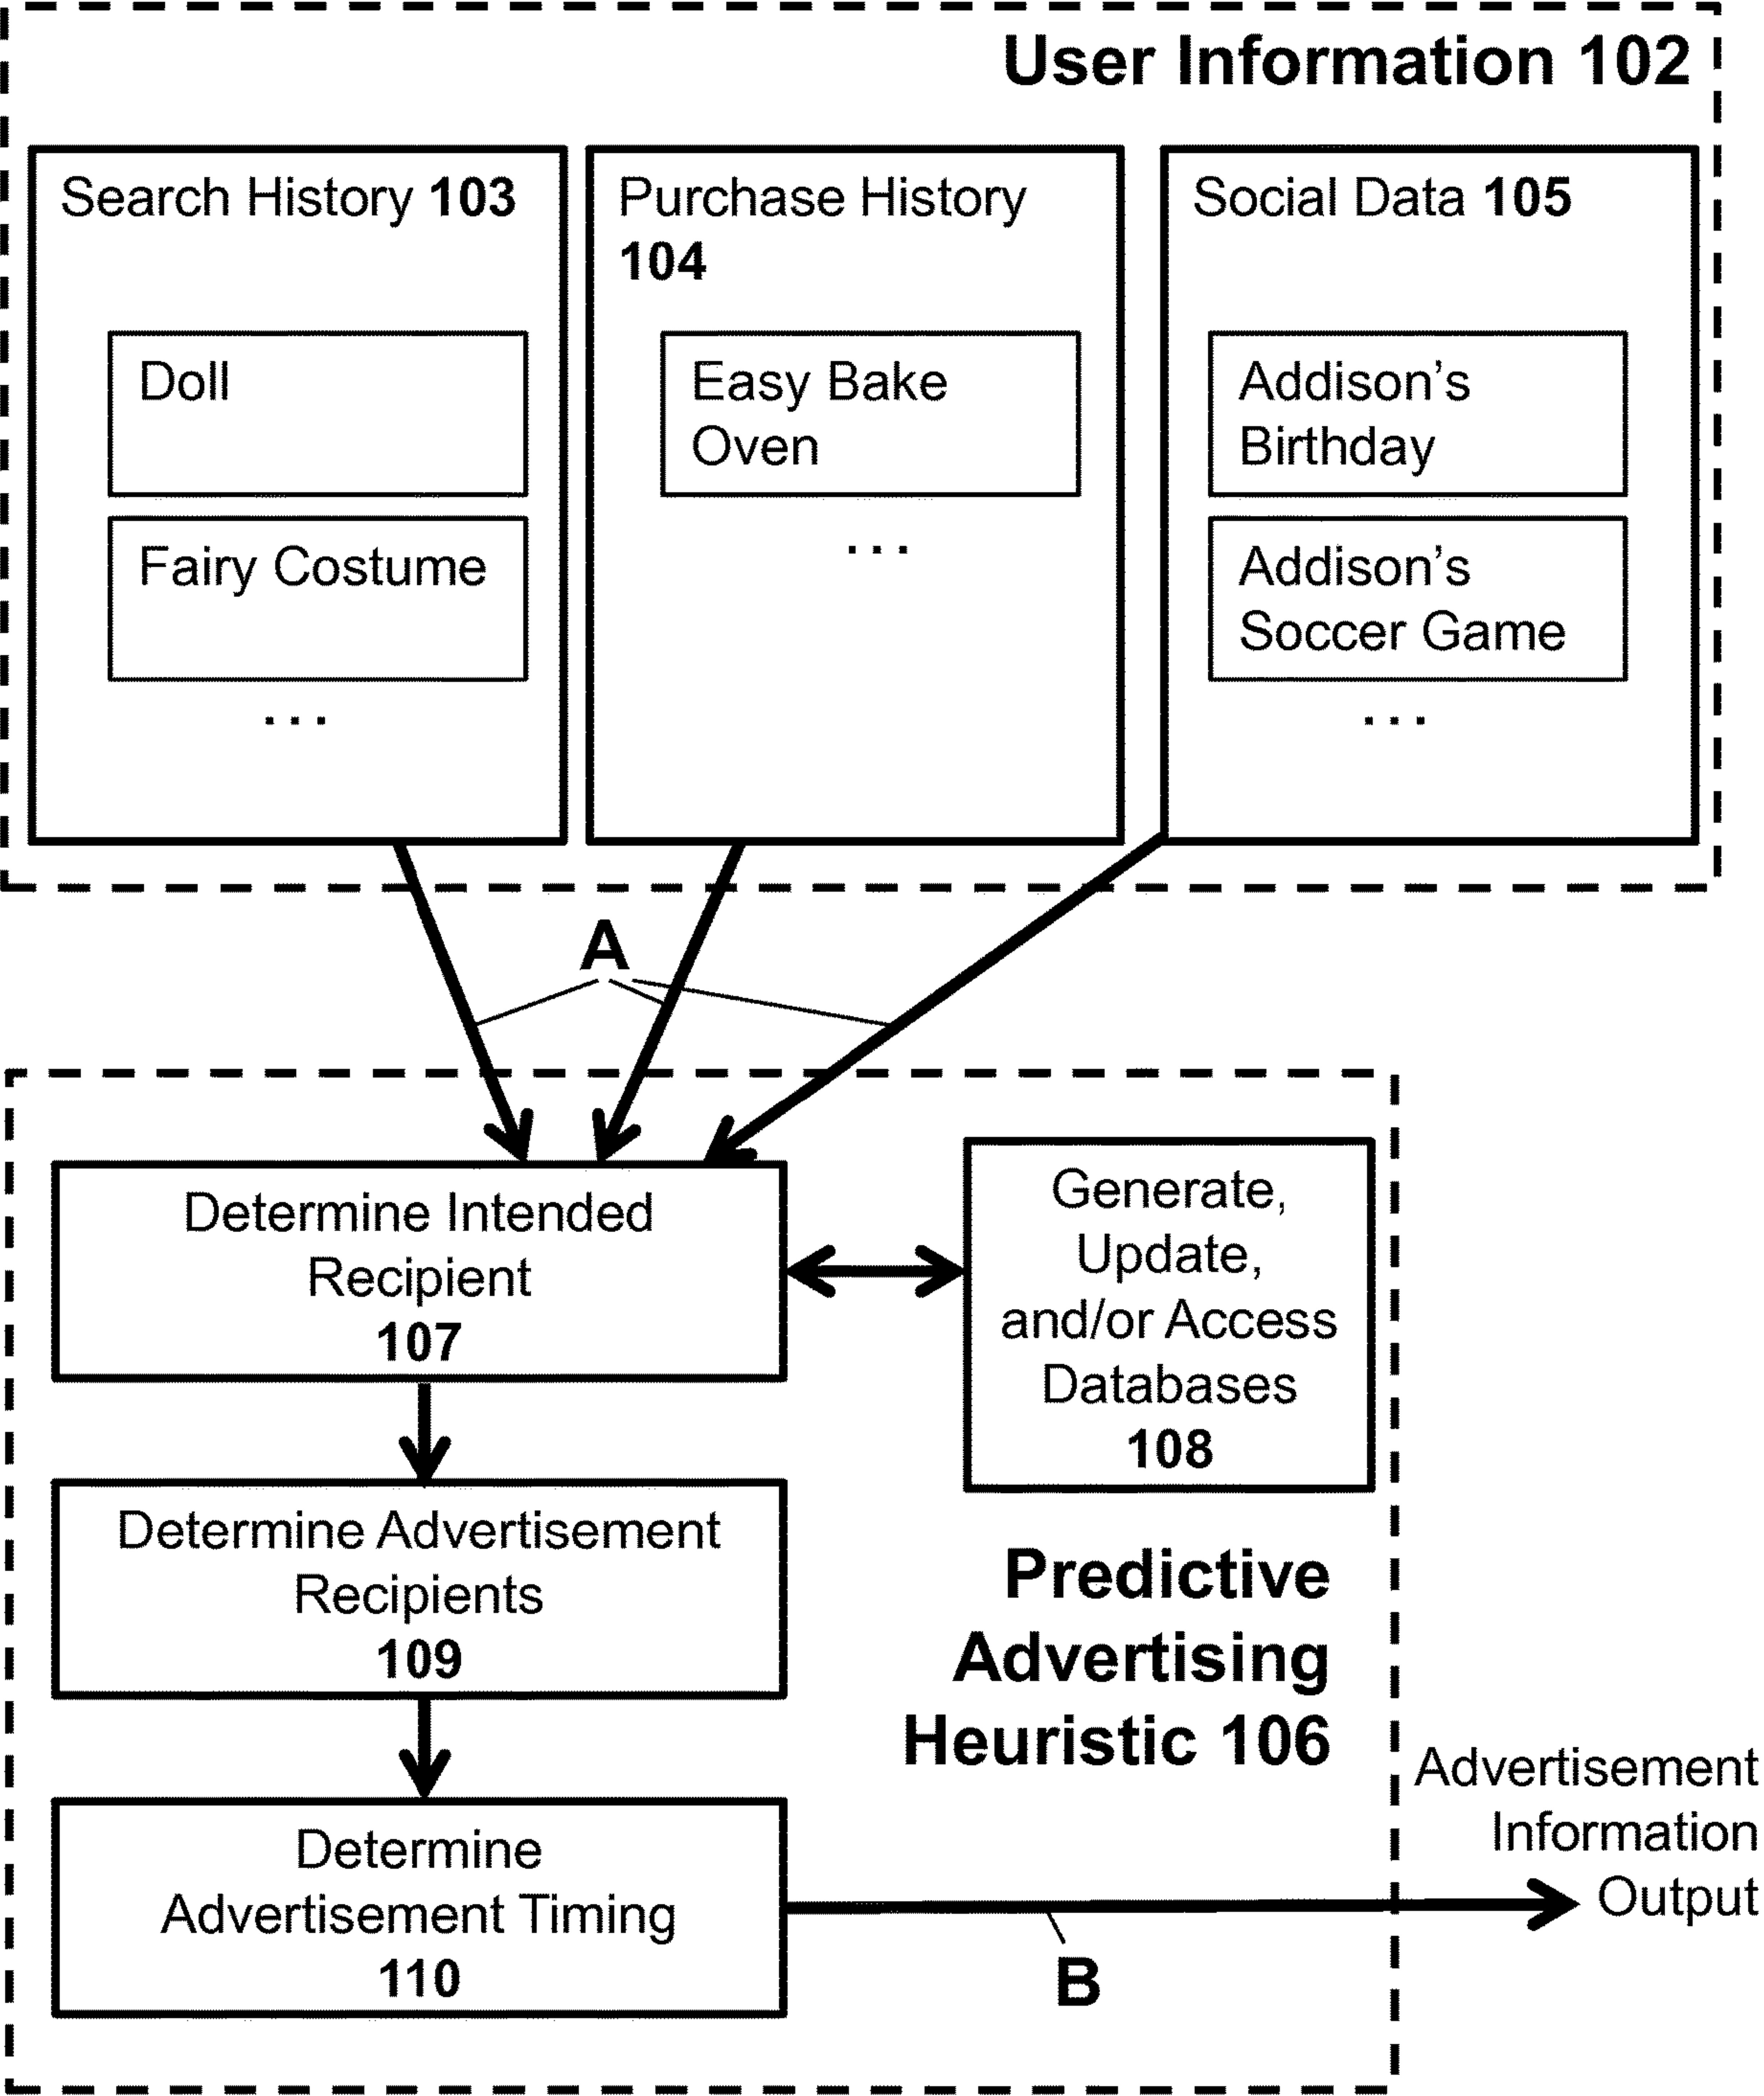 User Information 102
Search History 103
Doll
Fairy Costume
...
Purchase History
104
Easy Bake
Oven
...
Social Data 105
Addison's
Birthday
Addison's
Soccer Game
...
A
Determine Intended
Recipient
107
Generate,
Update,
and/or Access
Databases
108
Determine Advertisement
Recipients
109
Predictive
Advertising
Heuristic 106
Determine
Advertisement Timing
110
B
Advertisement
Information
Output